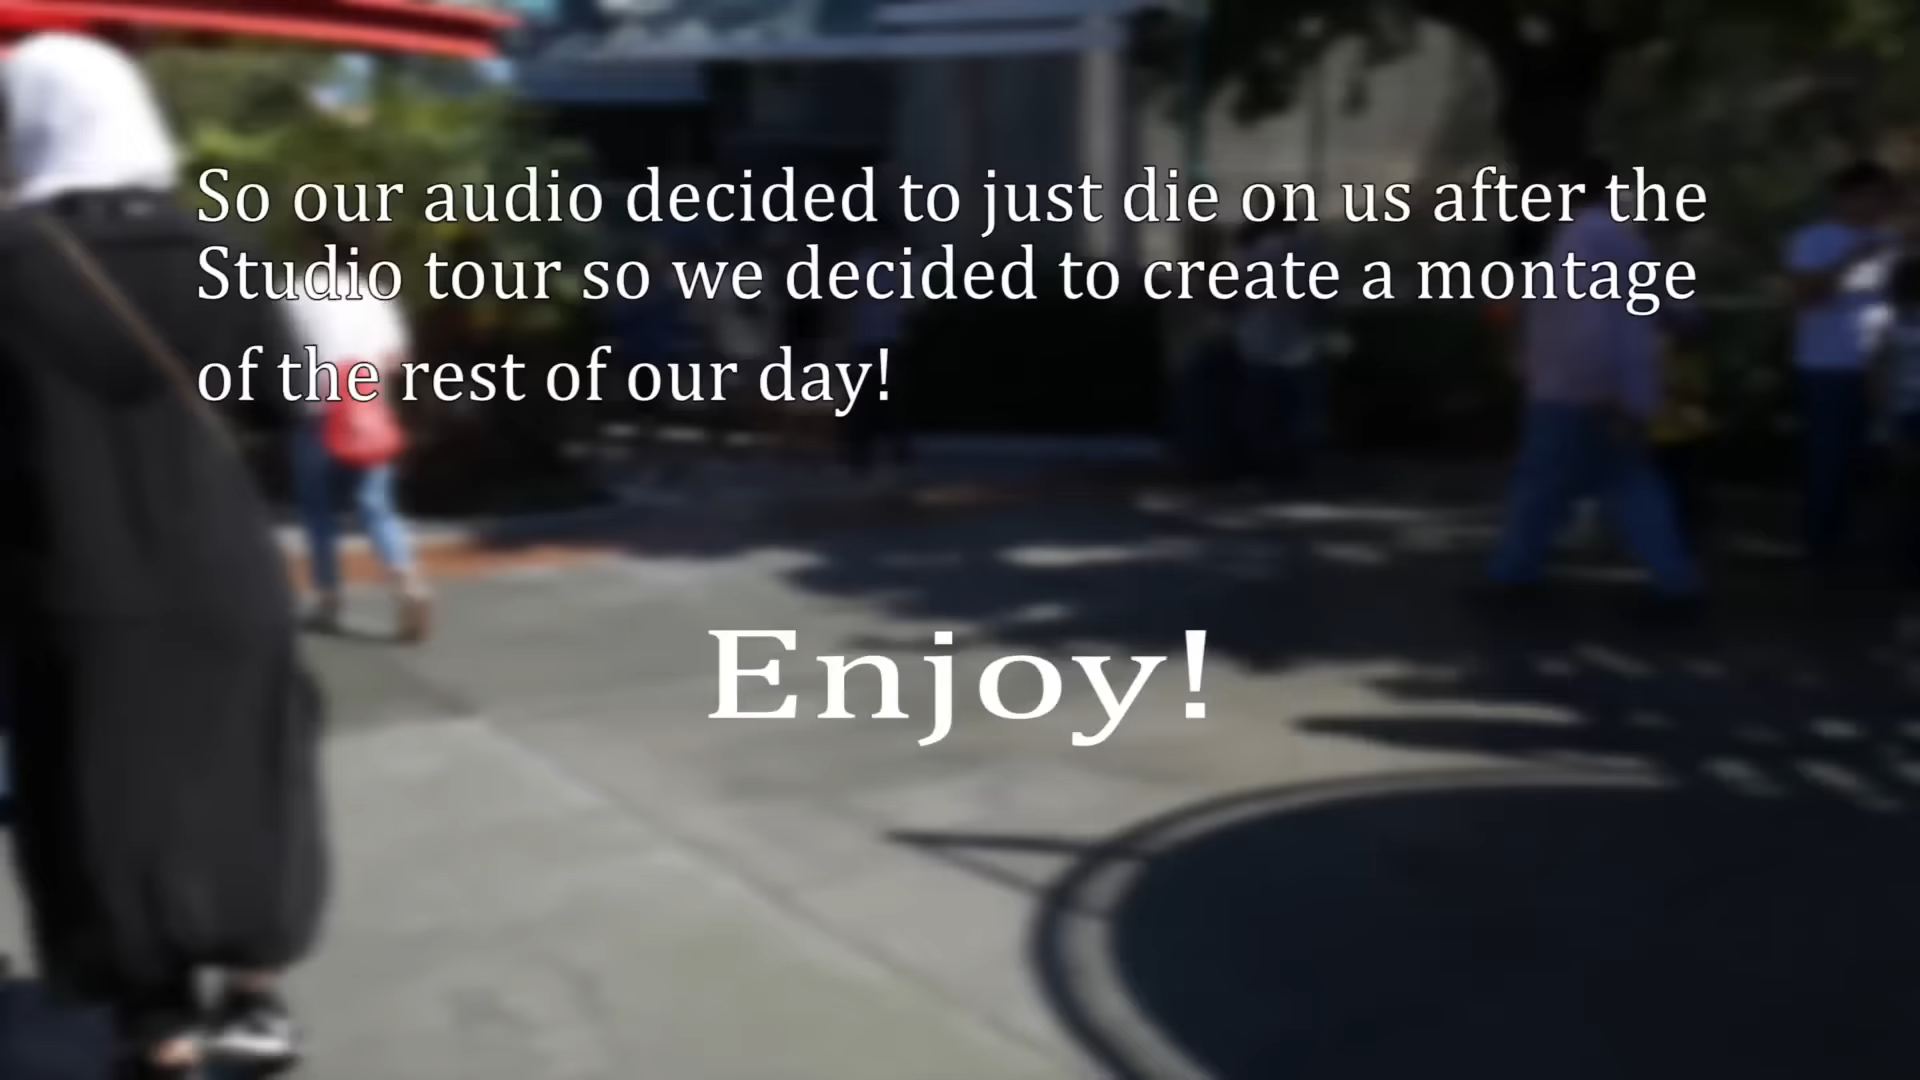 So our audio decided to just die on us after the
Studio tour so we decided to create a montage
of the rest of our day!
Enjoy!